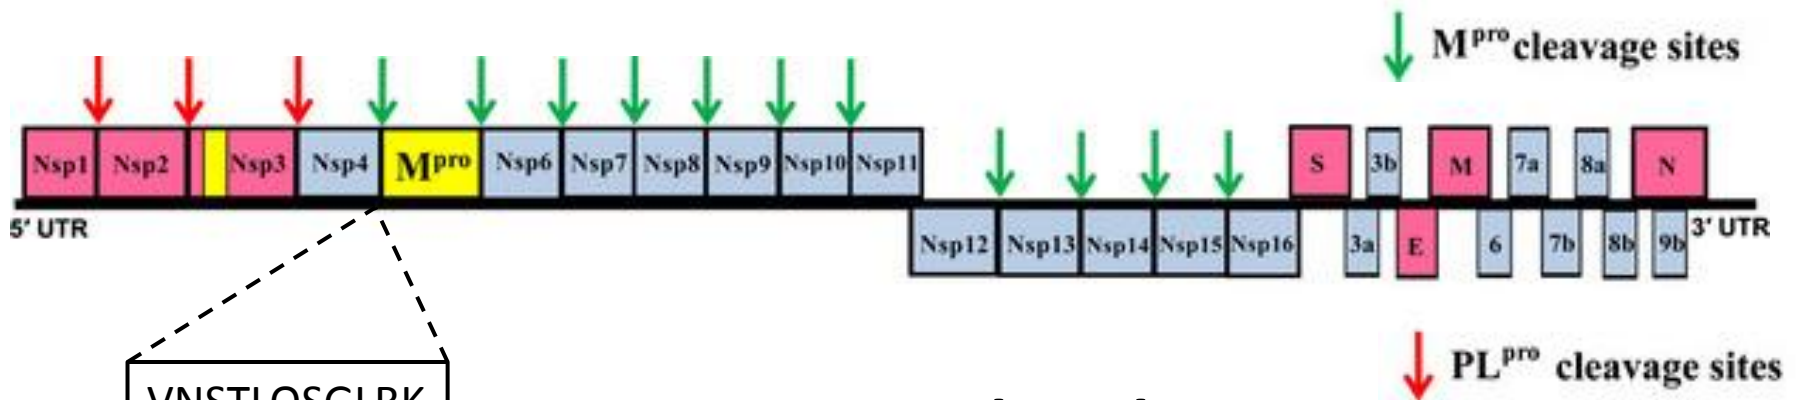 Mpro cleavage sites
Nsp1 Nsp2 Nsp3 Nsp4 Mpro Nsp6 Nsp7 Nsp8 Nsp9 Nsp10 Nsp11
S 3b M 7a 8a N
5' UTR
3' UTR
Nsp12 Nsp13 Nsp14 Nsp15 Nsp16
3a E 6 7b 8b 9b
PLpro cleavage sites